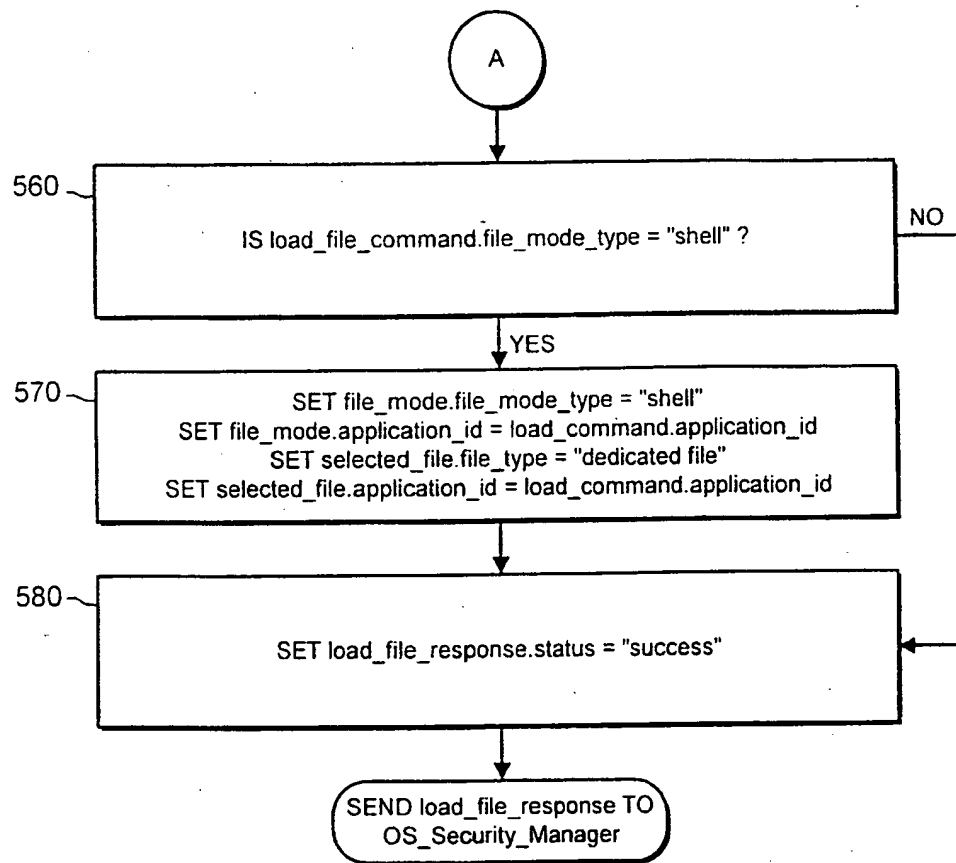 A
560
IS load_file_command.file_mode_type = "shell" ?
NO
YES
570
SET file_mode.file_mode_type = "shell"
SET file_mode.application_id = load_command.application_id
SET selected_file.file_type = "dedicated file"
SET selected_file.application_id = load_command.application_id
580
SET load_file_response.status = "success"
SEND load_file_response TO
OS_Security_Manager